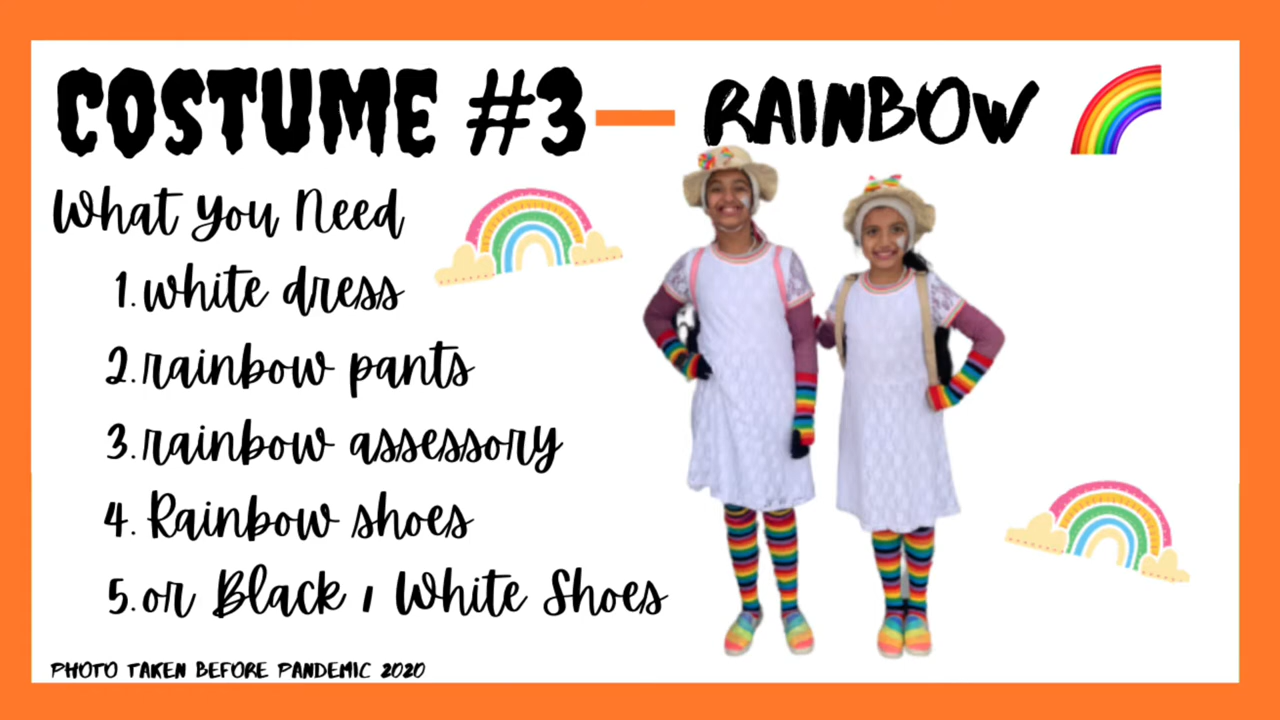 COSTUME #3 — RAINBOW
What You Need
1. white dress
2. rainbow pants
3. rainbow assessory
4. Rainbow shoes
5. or Black / White Shoes
PHOTO TAKEN BEFORE PANDEMIC 2020